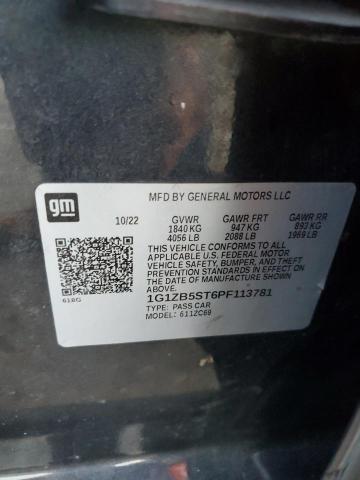 gm
MFD BY GENERAL MOTORS LLC
10/22 GVWR GAWR FRT GAWR RR
1840 KG 947 KG 893 KG
4056 LB 2088 LB 1969 LB
THIS VEHICLE CONFORMS TO ALL
APPLICABLE U.S. FEDERAL MOTOR
VEHICLE SAFETY, BUMPER, AND THEFT
PREVENTION STANDARDS IN EFFECT ON
THE DATE OF MANUFACTURE SHOWN
ABOVE.
61BG
1G1ZB5ST6PF113781
TYPE: PASS CAR
MODEL: 611ZC69